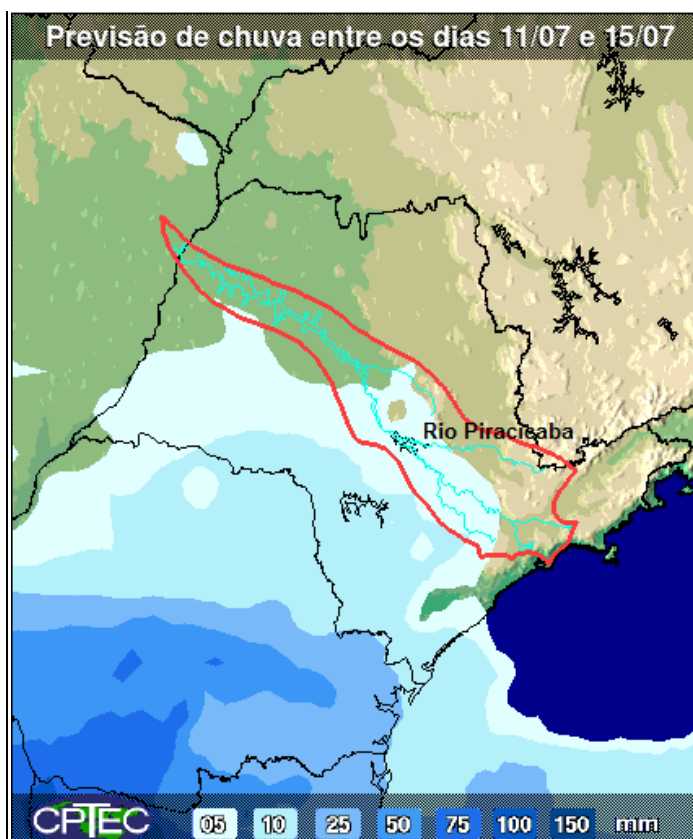 Previsão de chuva entre os dias 11/07 e 15/07
Rio Piracicaba
CPTEC 05 10 25 50 75 100 150 mm